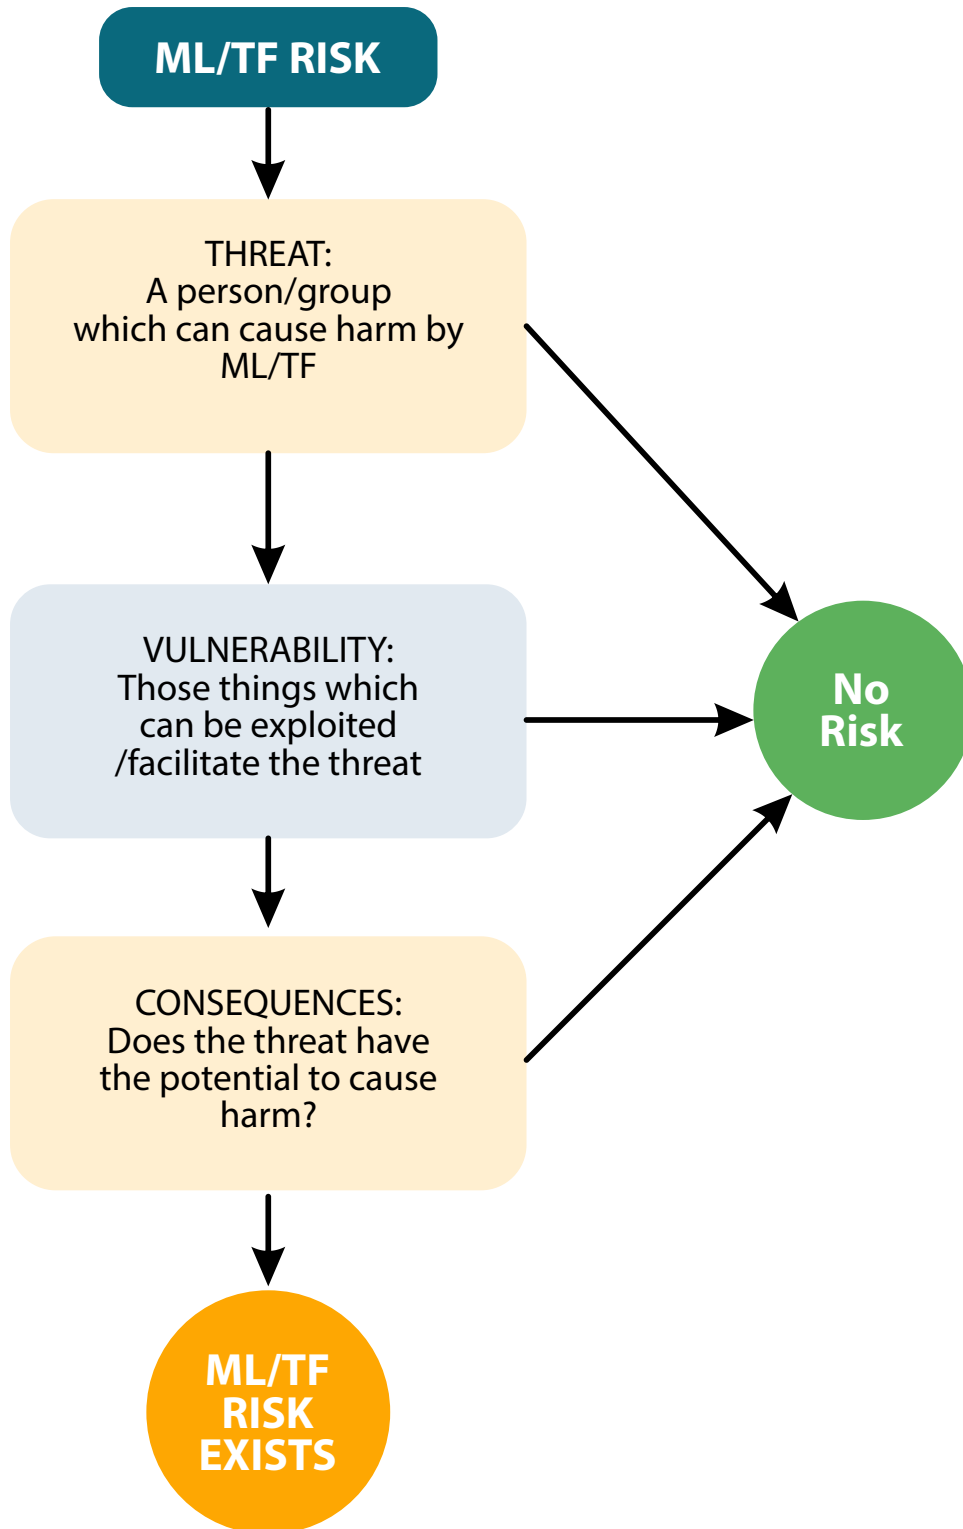 ML/TF RISK
THREAT:
A person/group
which can cause harm by
ML/TF
VULNERABILITY:
Those things which
can be exploited
/facilitate the threat
No
Risk
CONSEQUENCES:
Does the threat have
the potential to cause
harm?
ML/TF
RISK
EXISTS